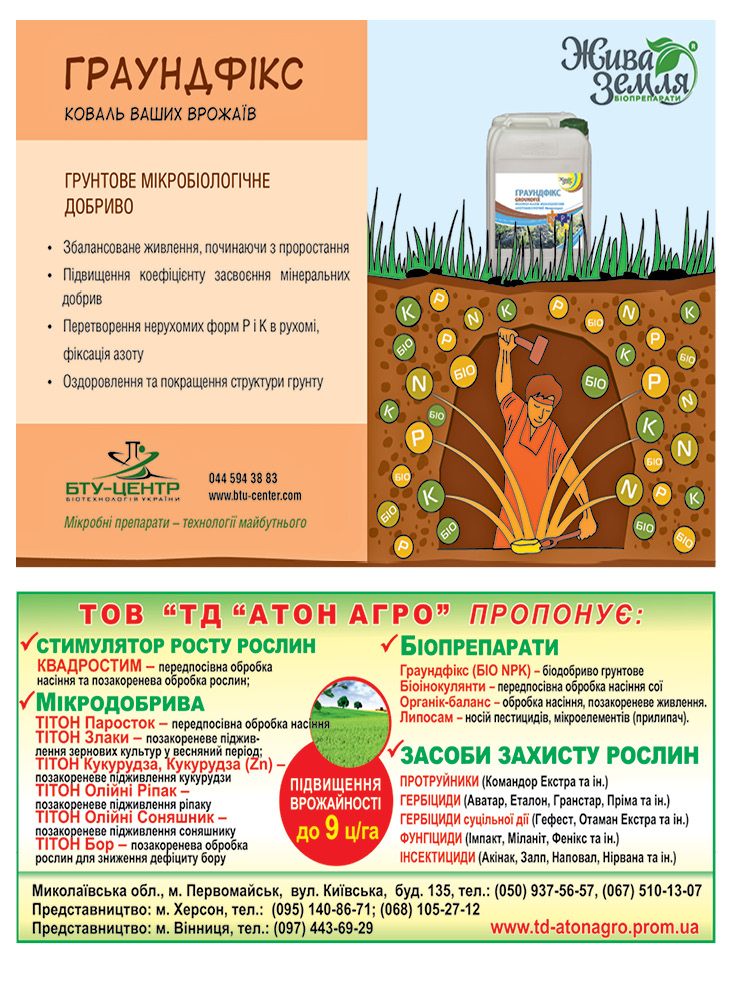 ГРАУНДФІКС
КОВАЛЬ ВАШИХ ВРОЖАЇВ
ГРУНТОВЕ МІКРОБІОЛОГІЧНЕ
ДОБРИВО
• Збалансоване живлення, починаючи з проростання
• Підвищення коефіцієнту засвоєння мінеральних
добрив
• Перетворення нерухомих форм Р і К в рухомі,
фіксація азоту
• Оздоровлення та покращення структури грунту
БТУ-ЦЕНТР
БІОТЕХНОЛОГІЯ УКРАЇНИ
044 594 38 83
www.btu-center.com
Мікробні препарати – технології майбутнього
Жива
Земля
®
БІОПРЕПАРАТИ
ГРАУНДФІКС
GROUNDFIX
K P N K P БІО N K P
БІО P БІО K N
N БІО БІО P
K БІО K БІО
P N
БІО N P K
K БІО
БІО N БІО P
P БІО
ТОВ “ТД “АТОН АГРО” ПРОПОНУЄ:
СТИМУЛЯТОР РОСТУ РОСЛИН
КВАДРОСТИМ – передпосівна обробка
насіння та позакоренева обробка рослин;
МІКРОДОБРИВА
ТІТОН Паросток – передпосівна обробка насіння
ТІТОН Злаки – позакореневе піджив-
лення зернових культур у весняний період;
ТІТОН Кукурудза, Кукурудза (Zn) –
позакореневе підживлення кукурудзи
ТІТОН Олійні Ріпак –
позакореневе підживлення ріпаку
ТІТОН Олійні Соняшник –
позакореневе підживлення соняшнику
ТІТОН Бор – позакоренева обробка
рослин для зниження дефіциту бору
ПІДВИЩЕННЯ
ВРОЖАЙНОСТІ
до 9 ц/га
БІОПРЕПАРАТИ
Граундфікс (БІО NPK) – біодобриво грунтове
Біоінокулянти – передпосівна обробка насіння сої
Органік-баланс – обробка насіння, позакореневе живлення.
Липосам – носій пестицидів, мікроелементів (прилипач).
ЗАСОБИ ЗАХИСТУ РОСЛИН
ПРОТРУЙНИКИ (Командор Екстра та ін.)
ГЕРБІЦИДИ (Аватар, Еталон, Гранстар, Пріма та ін.)
ГЕРБІЦИДИ суцільної дії (Гефест, Отаман Екстра та ін.)
ФУНГІЦИДИ (Імпакт, Міланіт, Фенікс та ін.)
ІНСЕКТИЦИДИ (Акінак, Залп, Наповал, Нірвана та ін.)
Миколаївська обл., м. Первомайськ, вул. Київська, буд. 135, тел.: (050) 937-56-57, (067) 510-13-07
Представництво: м. Херсон, тел.: (095) 140-86-71; (068) 105-27-12
Представництво: м. Вінниця, тел.: (097) 443-69-29
www.td-atonagro.prom.ua